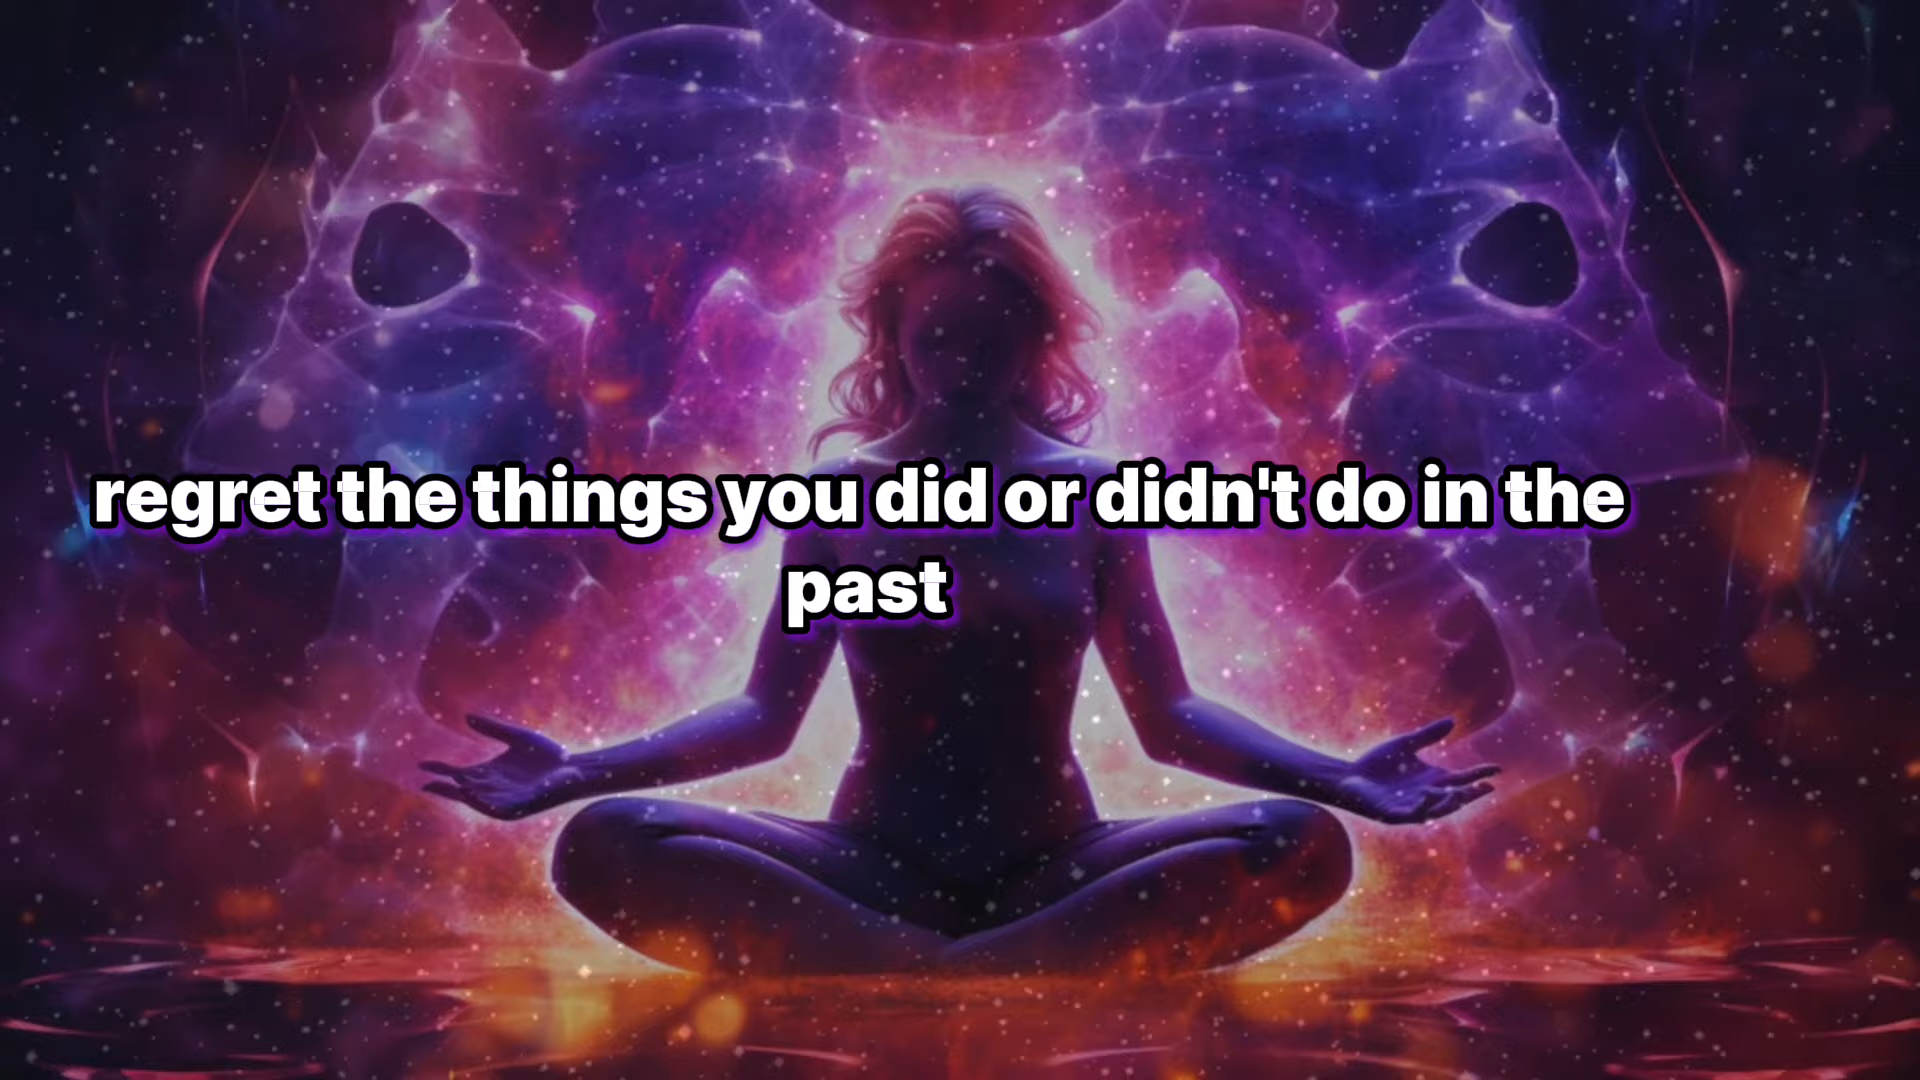 regret the things you did or didn't do in the
past